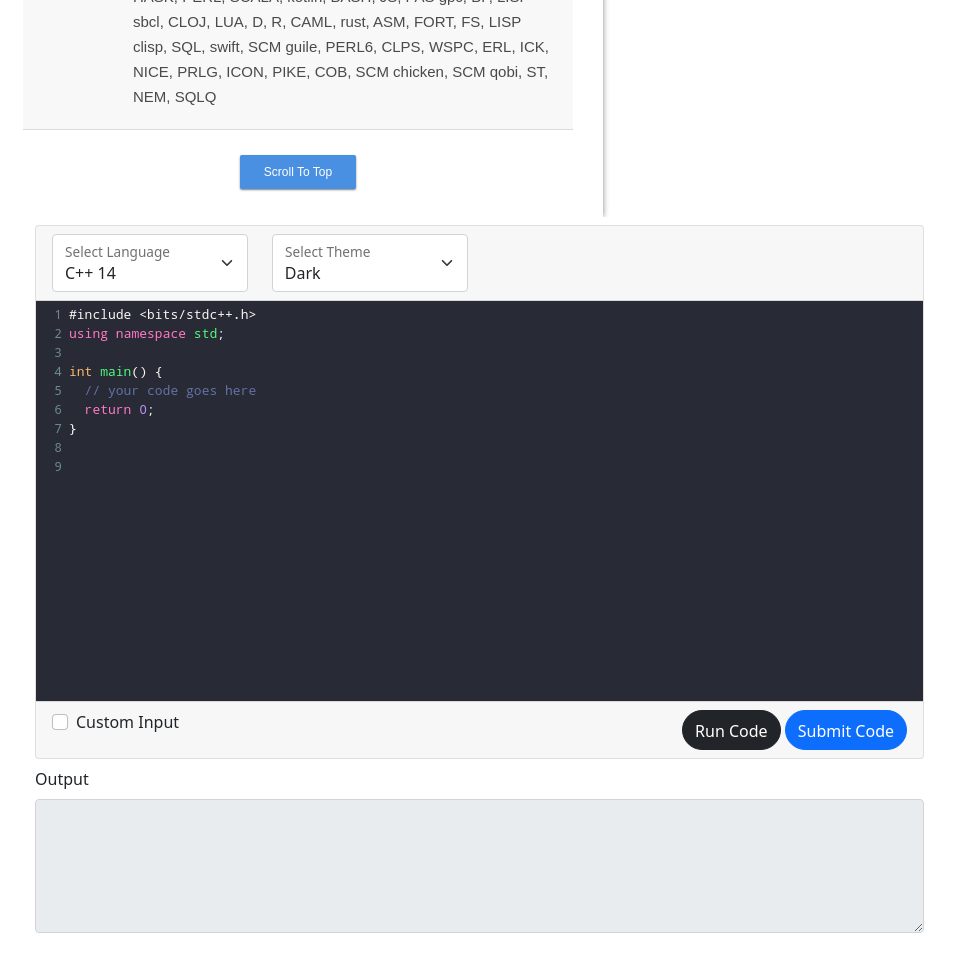 sbcl, CLOJ, LUA, D, R, CAML, rust, ASM, FORT, FS, LISP
clisp, SQL, swift, SCM guile, PERL6, CLPS, WSPC, ERL, ICK,
NICE, PRLG, ICON, PIKE, COB, SCM chicken, SCM qobi, ST,
NEM, SQLQ
Scroll To Top
Select Language
C++ 14
Select Theme
Dark
1 #include <bits/stdc++.h>
2 using namespace std;
3
4 int main() {
5   // your code goes here
6   return 0;
7 }
8
9
Custom Input
Run Code
Submit Code
Output